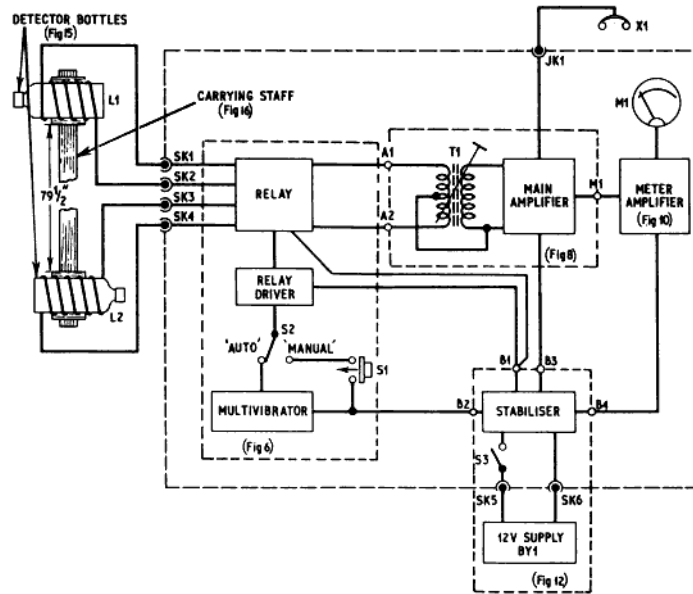 DETECTOR BOTTLES
(Fig 15)
X1
JK1
L1
CARRYING STAFF
(Fig 16)
M1
79 1/2"
SK1
SK2
SK3
SK4
RELAY
A1
A2
T1
MAIN
AMPLIFIER
M1
METER
AMPLIFIER
(Fig 10)
(Fig 8)
L2
RELAY
DRIVER
S2
'AUTO'
'MANUAL'
S1
B1
B3
MULTIVIBRATOR
B2
STABILISER
B4
(Fig 6)
S3
SK5
SK6
12V SUPPLY
BY1
(Fig 12)